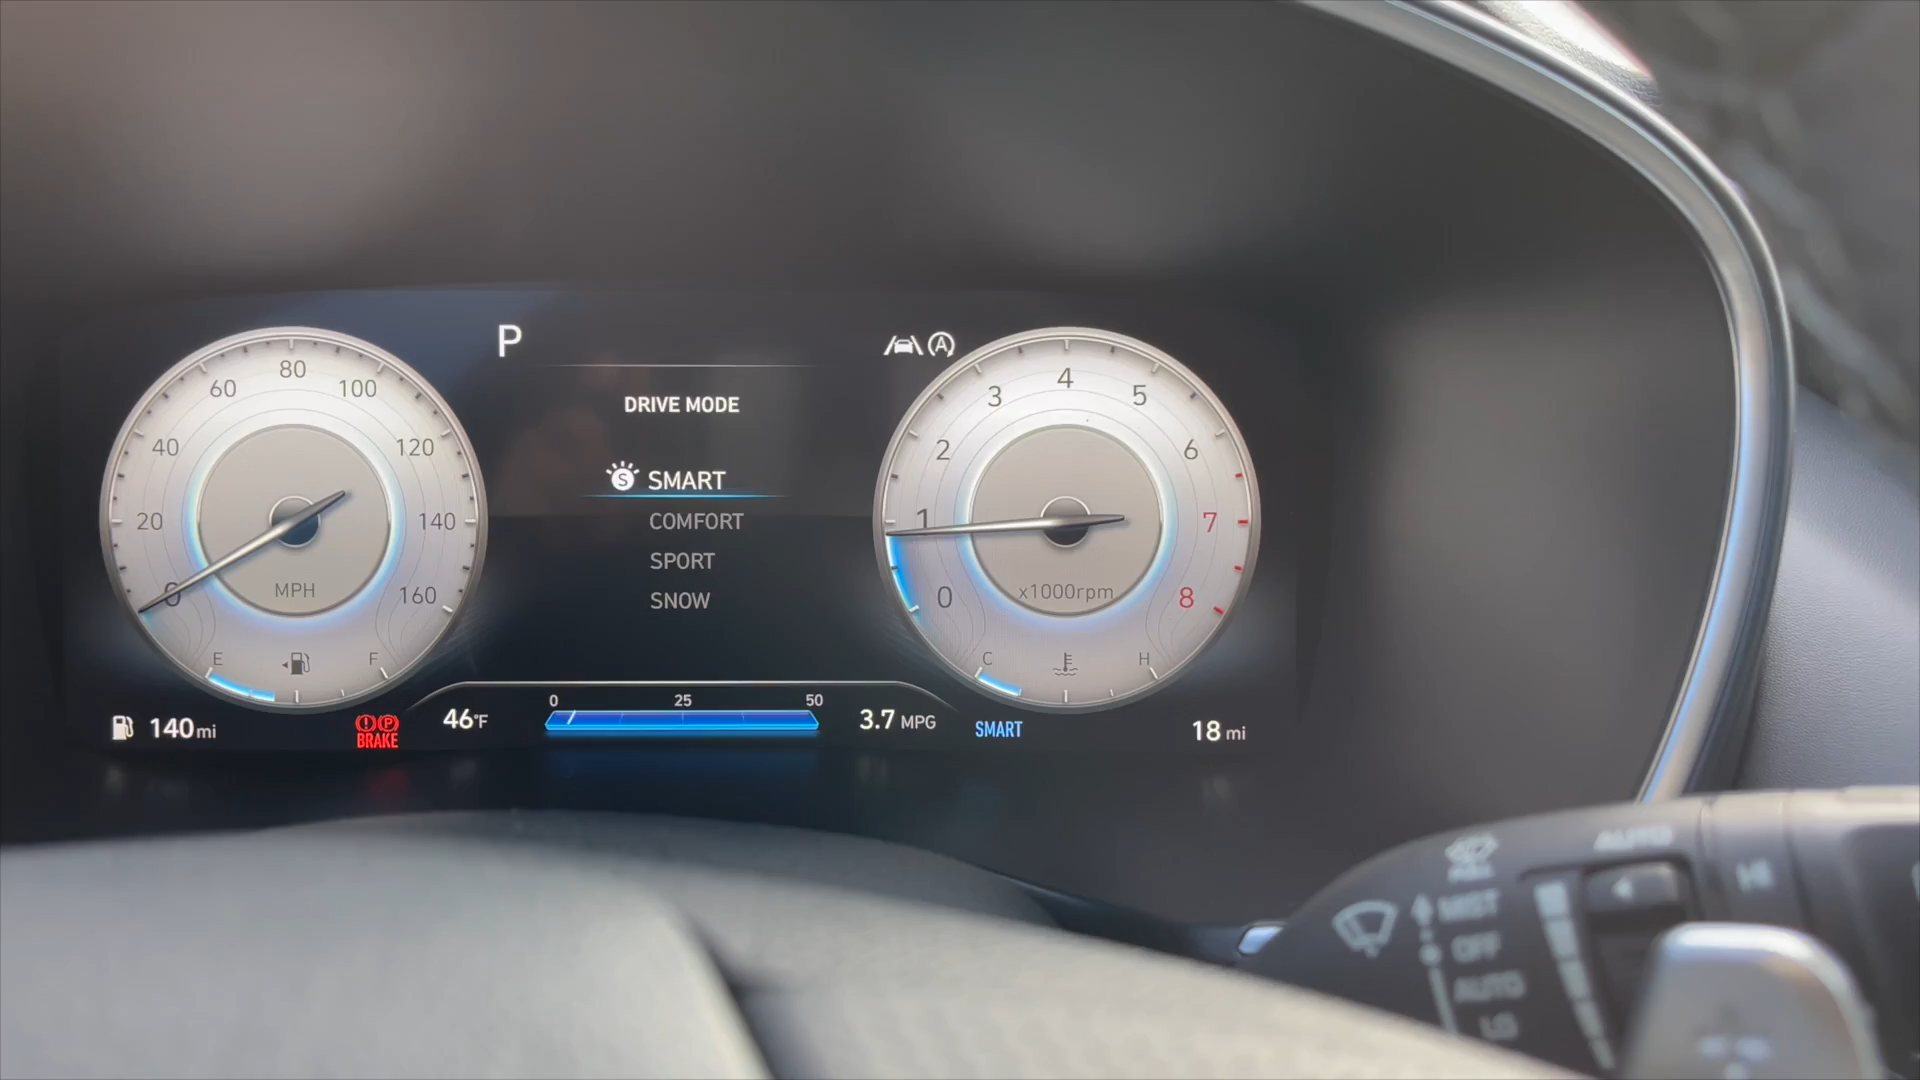 P
A
DRIVE MODE
S SMART
COMFORT
SPORT
SNOW
0 20 40 60 80 100 120 140 160
MPH
E F
0 1 2 3 4 5 6 7 8
x1000rpm
C H
140 mi
P
BRAKE
46°F
0 25 50
3.7 MPG
SMART
18 mi
AUTO
PULL
MIST
OFF
AUTO
LO